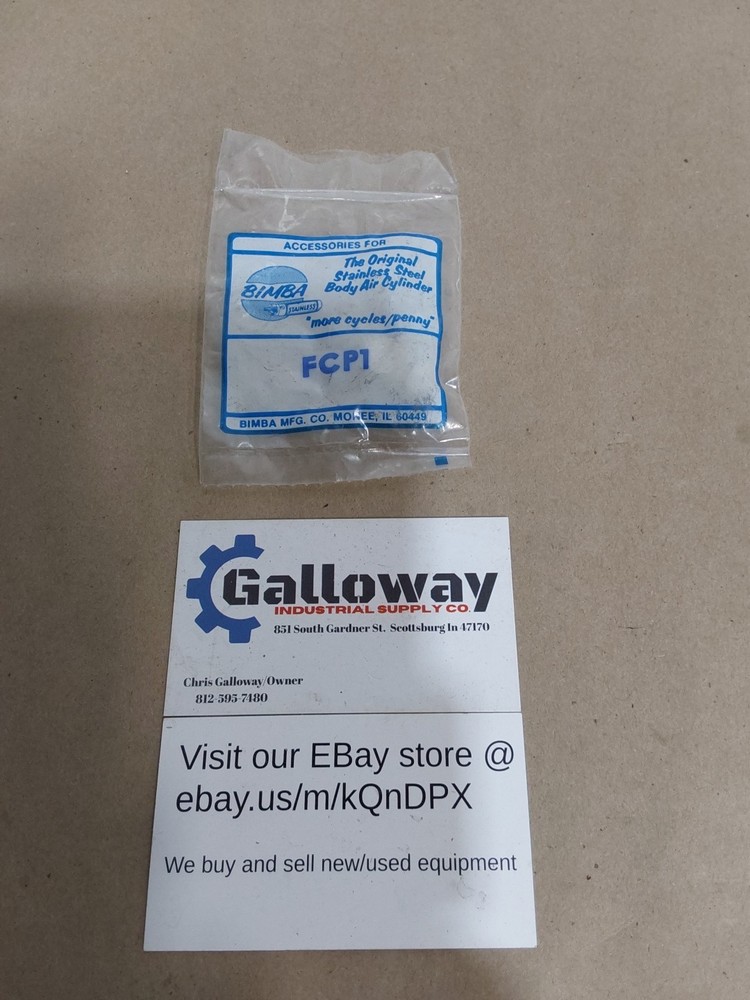 ACCESSORIES FOR
The Original
Stainless Steel
Body Air Cylinder
BIMBA
STAINLESS
"more cycles/penny"
FCP1
BIMBA MFG. CO. MONEE, IL 60449
Galloway
INDUSTRIAL SUPPLY CO.
851 South Gardner St. Scottsburg In 47170
Chris Galloway/Owner
812-595-7480
Visit our EBay store @
ebay.us/m/kQnDPX
We buy and sell new/used equipment